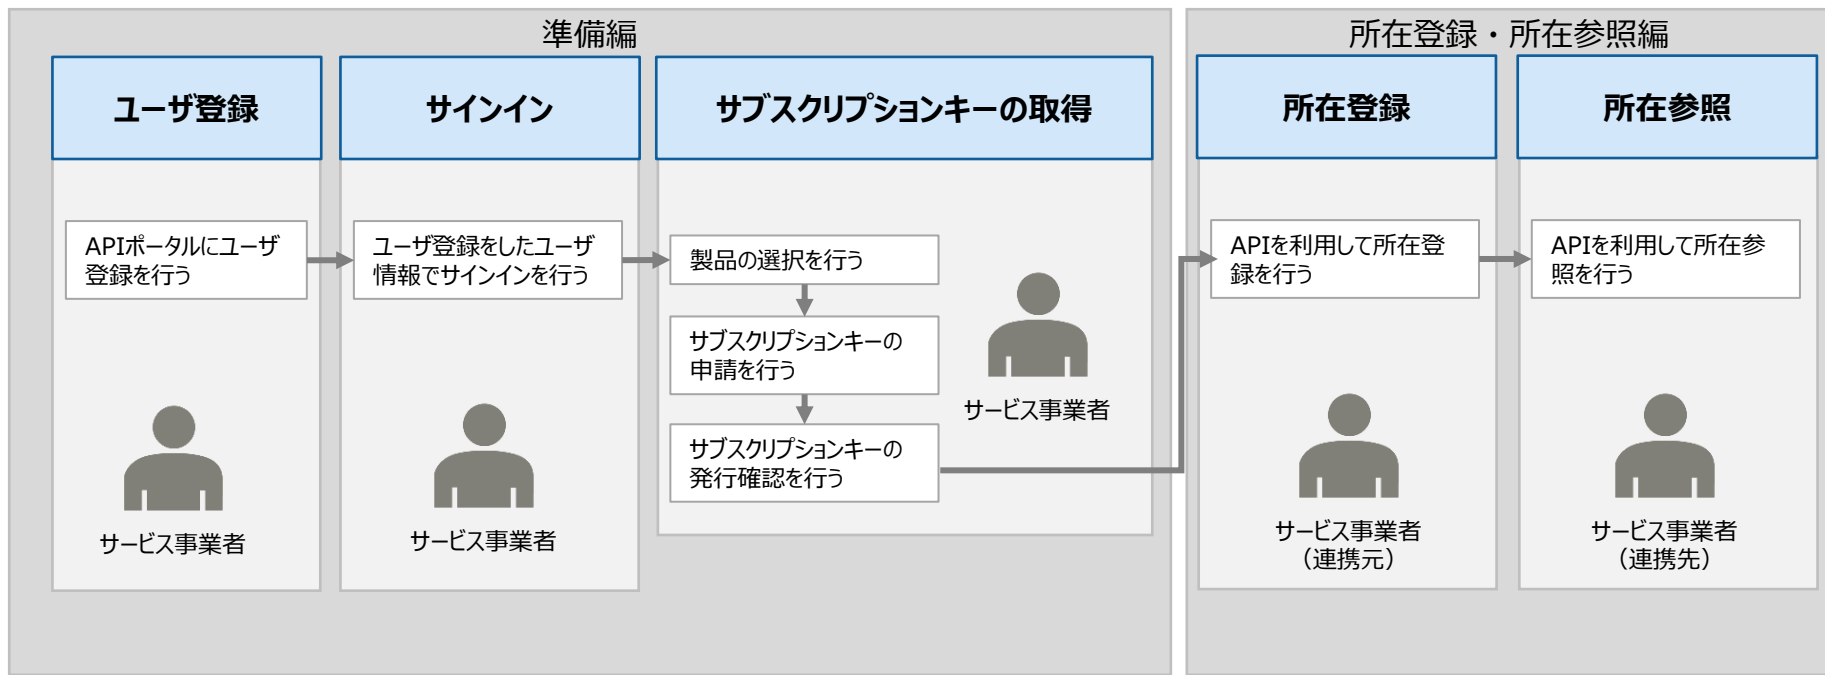 準備編
ユーザ登録
サインイン
サブスクリプションキーの取得
APIポータルにユーザ
登録を行う
ユーザ登録をしたユーザ
情報でサインインを行う
製品の選択を行う
サブスクリプションキーの
申請を行う
サブスクリプションキーの
発行確認を行う
サービス事業者
サービス事業者
サービス事業者
所在登録・所在参照編
所在登録
所在参照
APIを利用して所在登
録を行う
APIを利用して所在参
照を行う
サービス事業者
（連携元）
サービス事業者
（連携先）